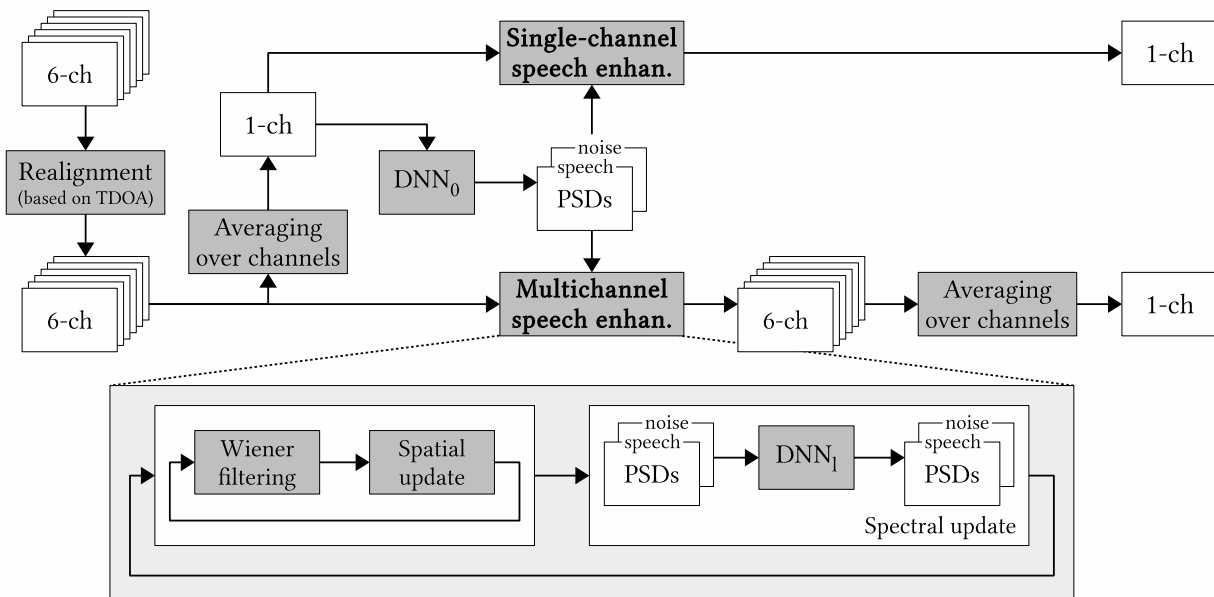 6-ch
Realignment
(based on TDOA)
6-ch
1-ch
Averaging
over channels
DNN0
Single-channel
speech enhan.
noise
speech
PSDs
Multichannel
speech enhan.
6-ch
Averaging
over channels
1-ch
1-ch
Wiener
filtering
Spatial
update
noise
speech
PSDs
DNNl
noise
speech
PSDs
Spectral update